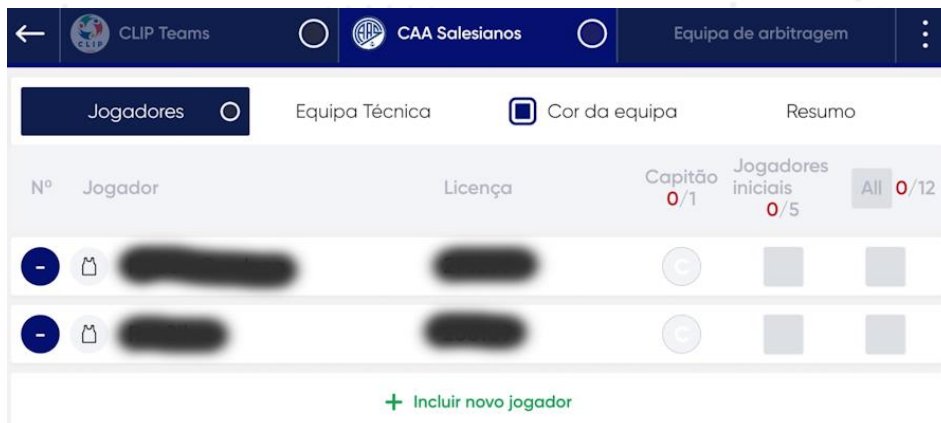 CLIP Teams CAA Salesianos Equipa de arbitragem
Jogadores Equipa Técnica Cor da equipa Resumo
Nº Jogador Licença Capitão 0/1 Jogadores iniciais 0/5 All 0/12
- C
- C
+ Incluir novo jogador